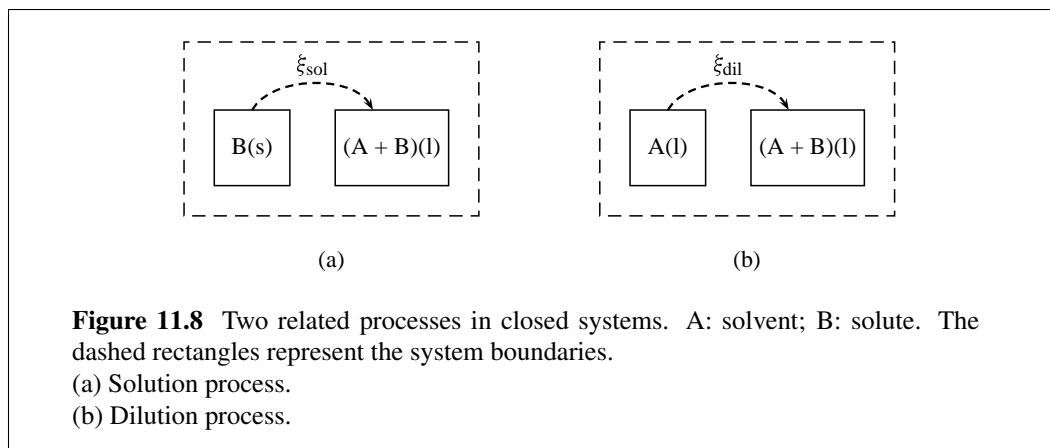 ξsol ξdil
B(s) (A + B)(l) A(l) (A + B)(l)
(a) (b)
Figure 11.8 Two related processes in closed systems. A: solvent; B: solute. The
dashed rectangles represent the system boundaries.
(a) Solution process.
(b) Dilution process.